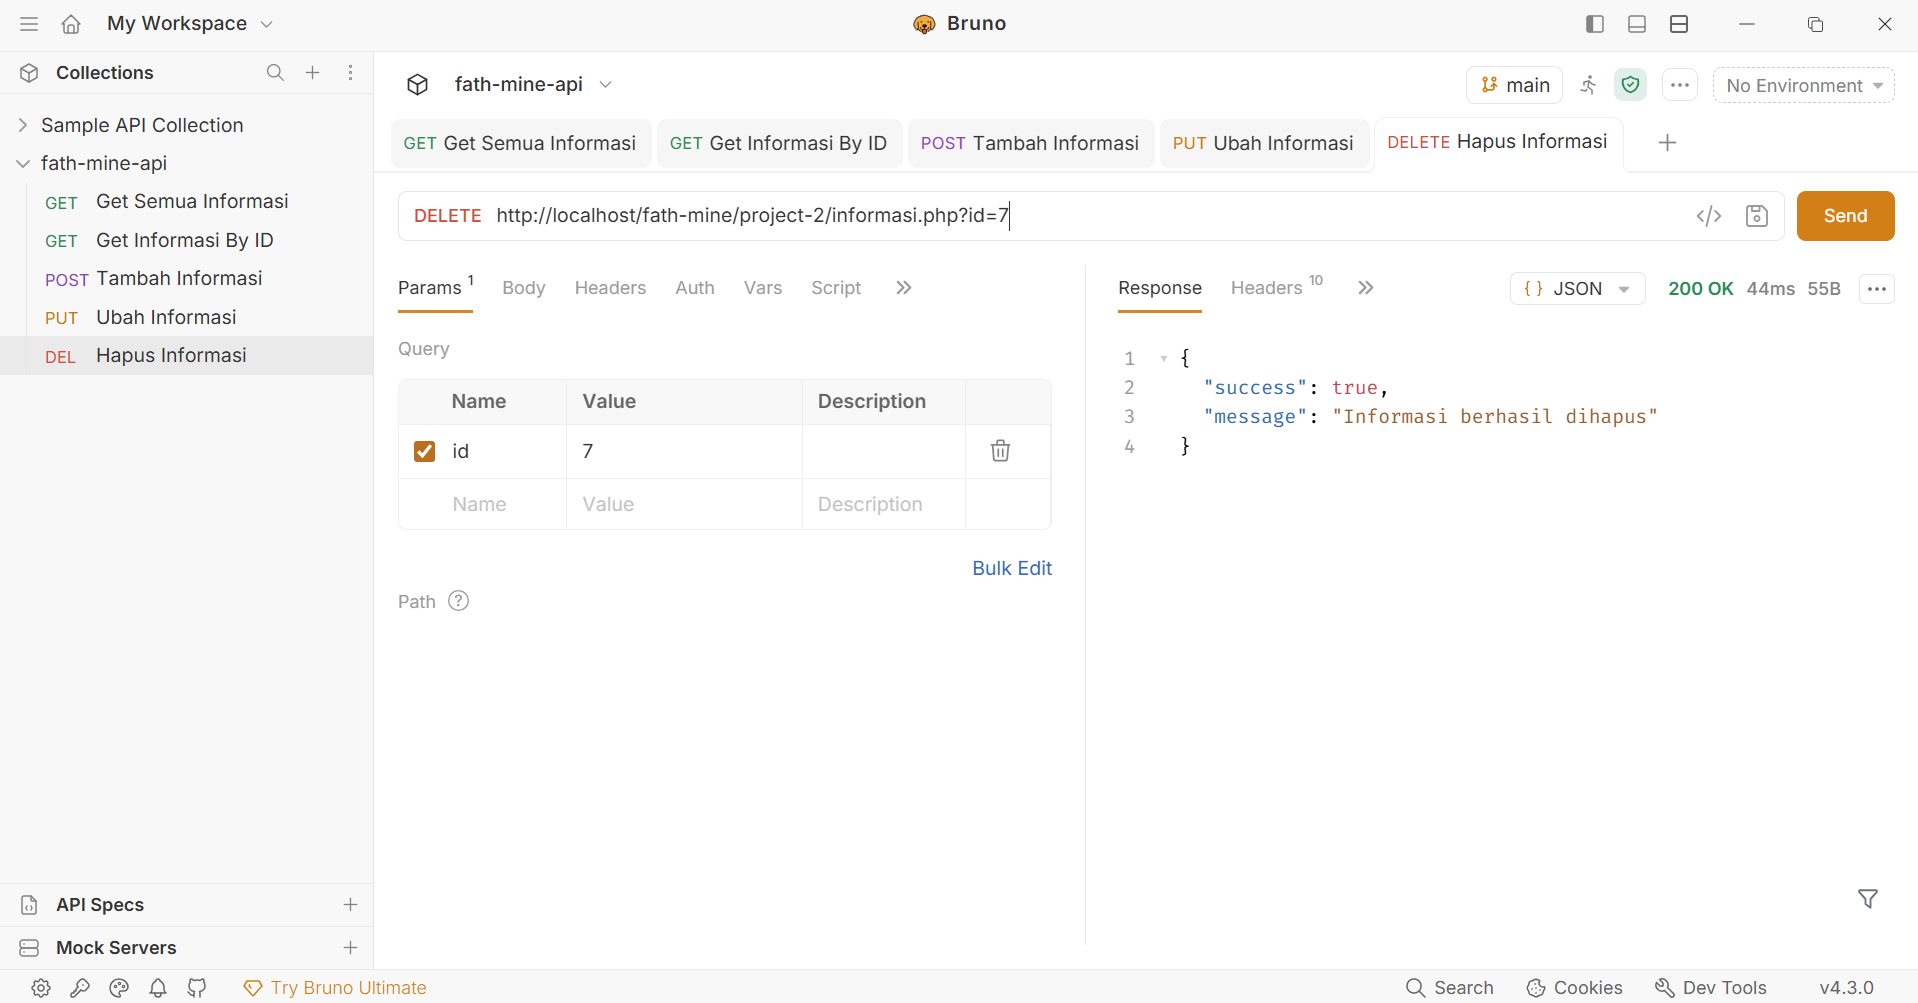 My Workspace
Bruno
Collections
Sample API Collection
fath-mine-api
GET Get Semua Informasi
GET Get Informasi By ID
POST Tambah Informasi
PUT Ubah Informasi
DEL Hapus Informasi
API Specs
Mock Servers
fath-mine-api
main
No Environment
GET Get Semua Informasi
GET Get Informasi By ID
POST Tambah Informasi
PUT Ubah Informasi
DELETE Hapus Informasi
DELETE http://localhost/fath-mine/project-2/informasi.php?id=7
Send
Params 1 Body Headers Auth Vars Script
Query
Name Value Description
id 7
Name Value Description
Bulk Edit
Path ?
Response Headers 10
{ } JSON
200 OK 44ms 55B
1 {
2 "success": true,
3 "message": "Informasi berhasil dihapus"
4 }
Try Bruno Ultimate
Search Cookies Dev Tools v4.3.0